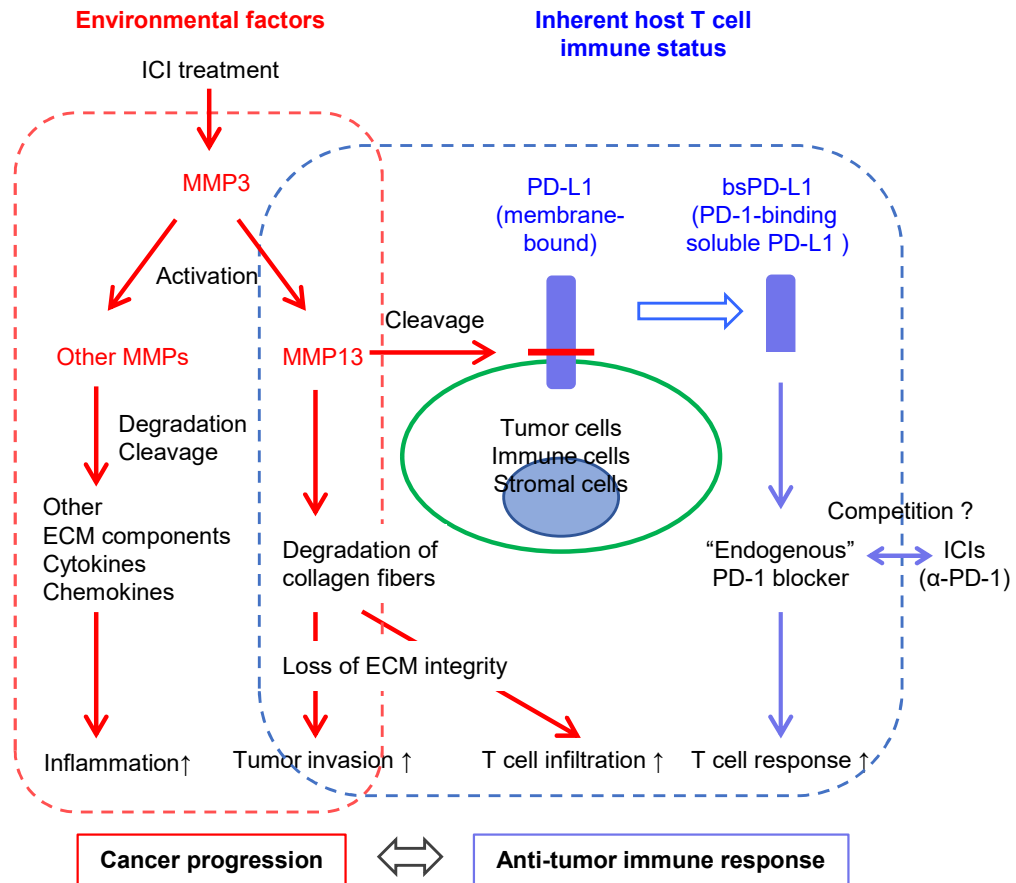 Environmental factors
Inherent host T cell
immune status
ICI treatment
MMP3
PD-L1
(membrane-
bound)
bsPD-L1
(PD-1-binding
soluble PD-L1 )
Activation
Cleavage
Other MMPs
MMP13
Degradation
Cleavage
Tumor cells
Immune cells
Stromal cells
Other
ECM components
Cytokines
Chemokines
Degradation of
collagen fibers
Competition ?
“Endogenous”
PD-1 blocker
ICIs
(α-PD-1)
Loss of ECM integrity
Inflammation↑
Tumor invasion ↑
T cell infiltration ↑
T cell response ↑
Cancer progression
Anti-tumor immune response